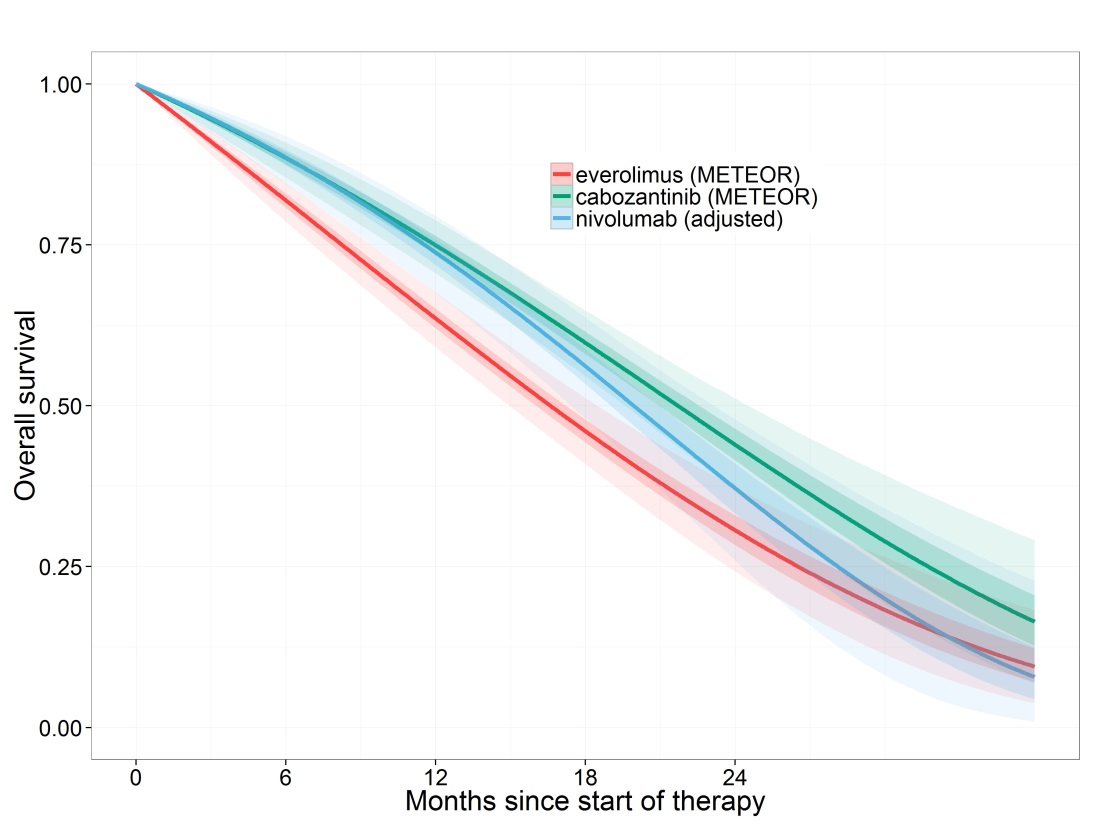 1.00
0.75
0.50
0.25
0.00
Overall survival
everolimus (METEOR)
cabozantinib (METEOR)
nivolumab (adjusted)
0 6 12 18 24
Months since start of therapy